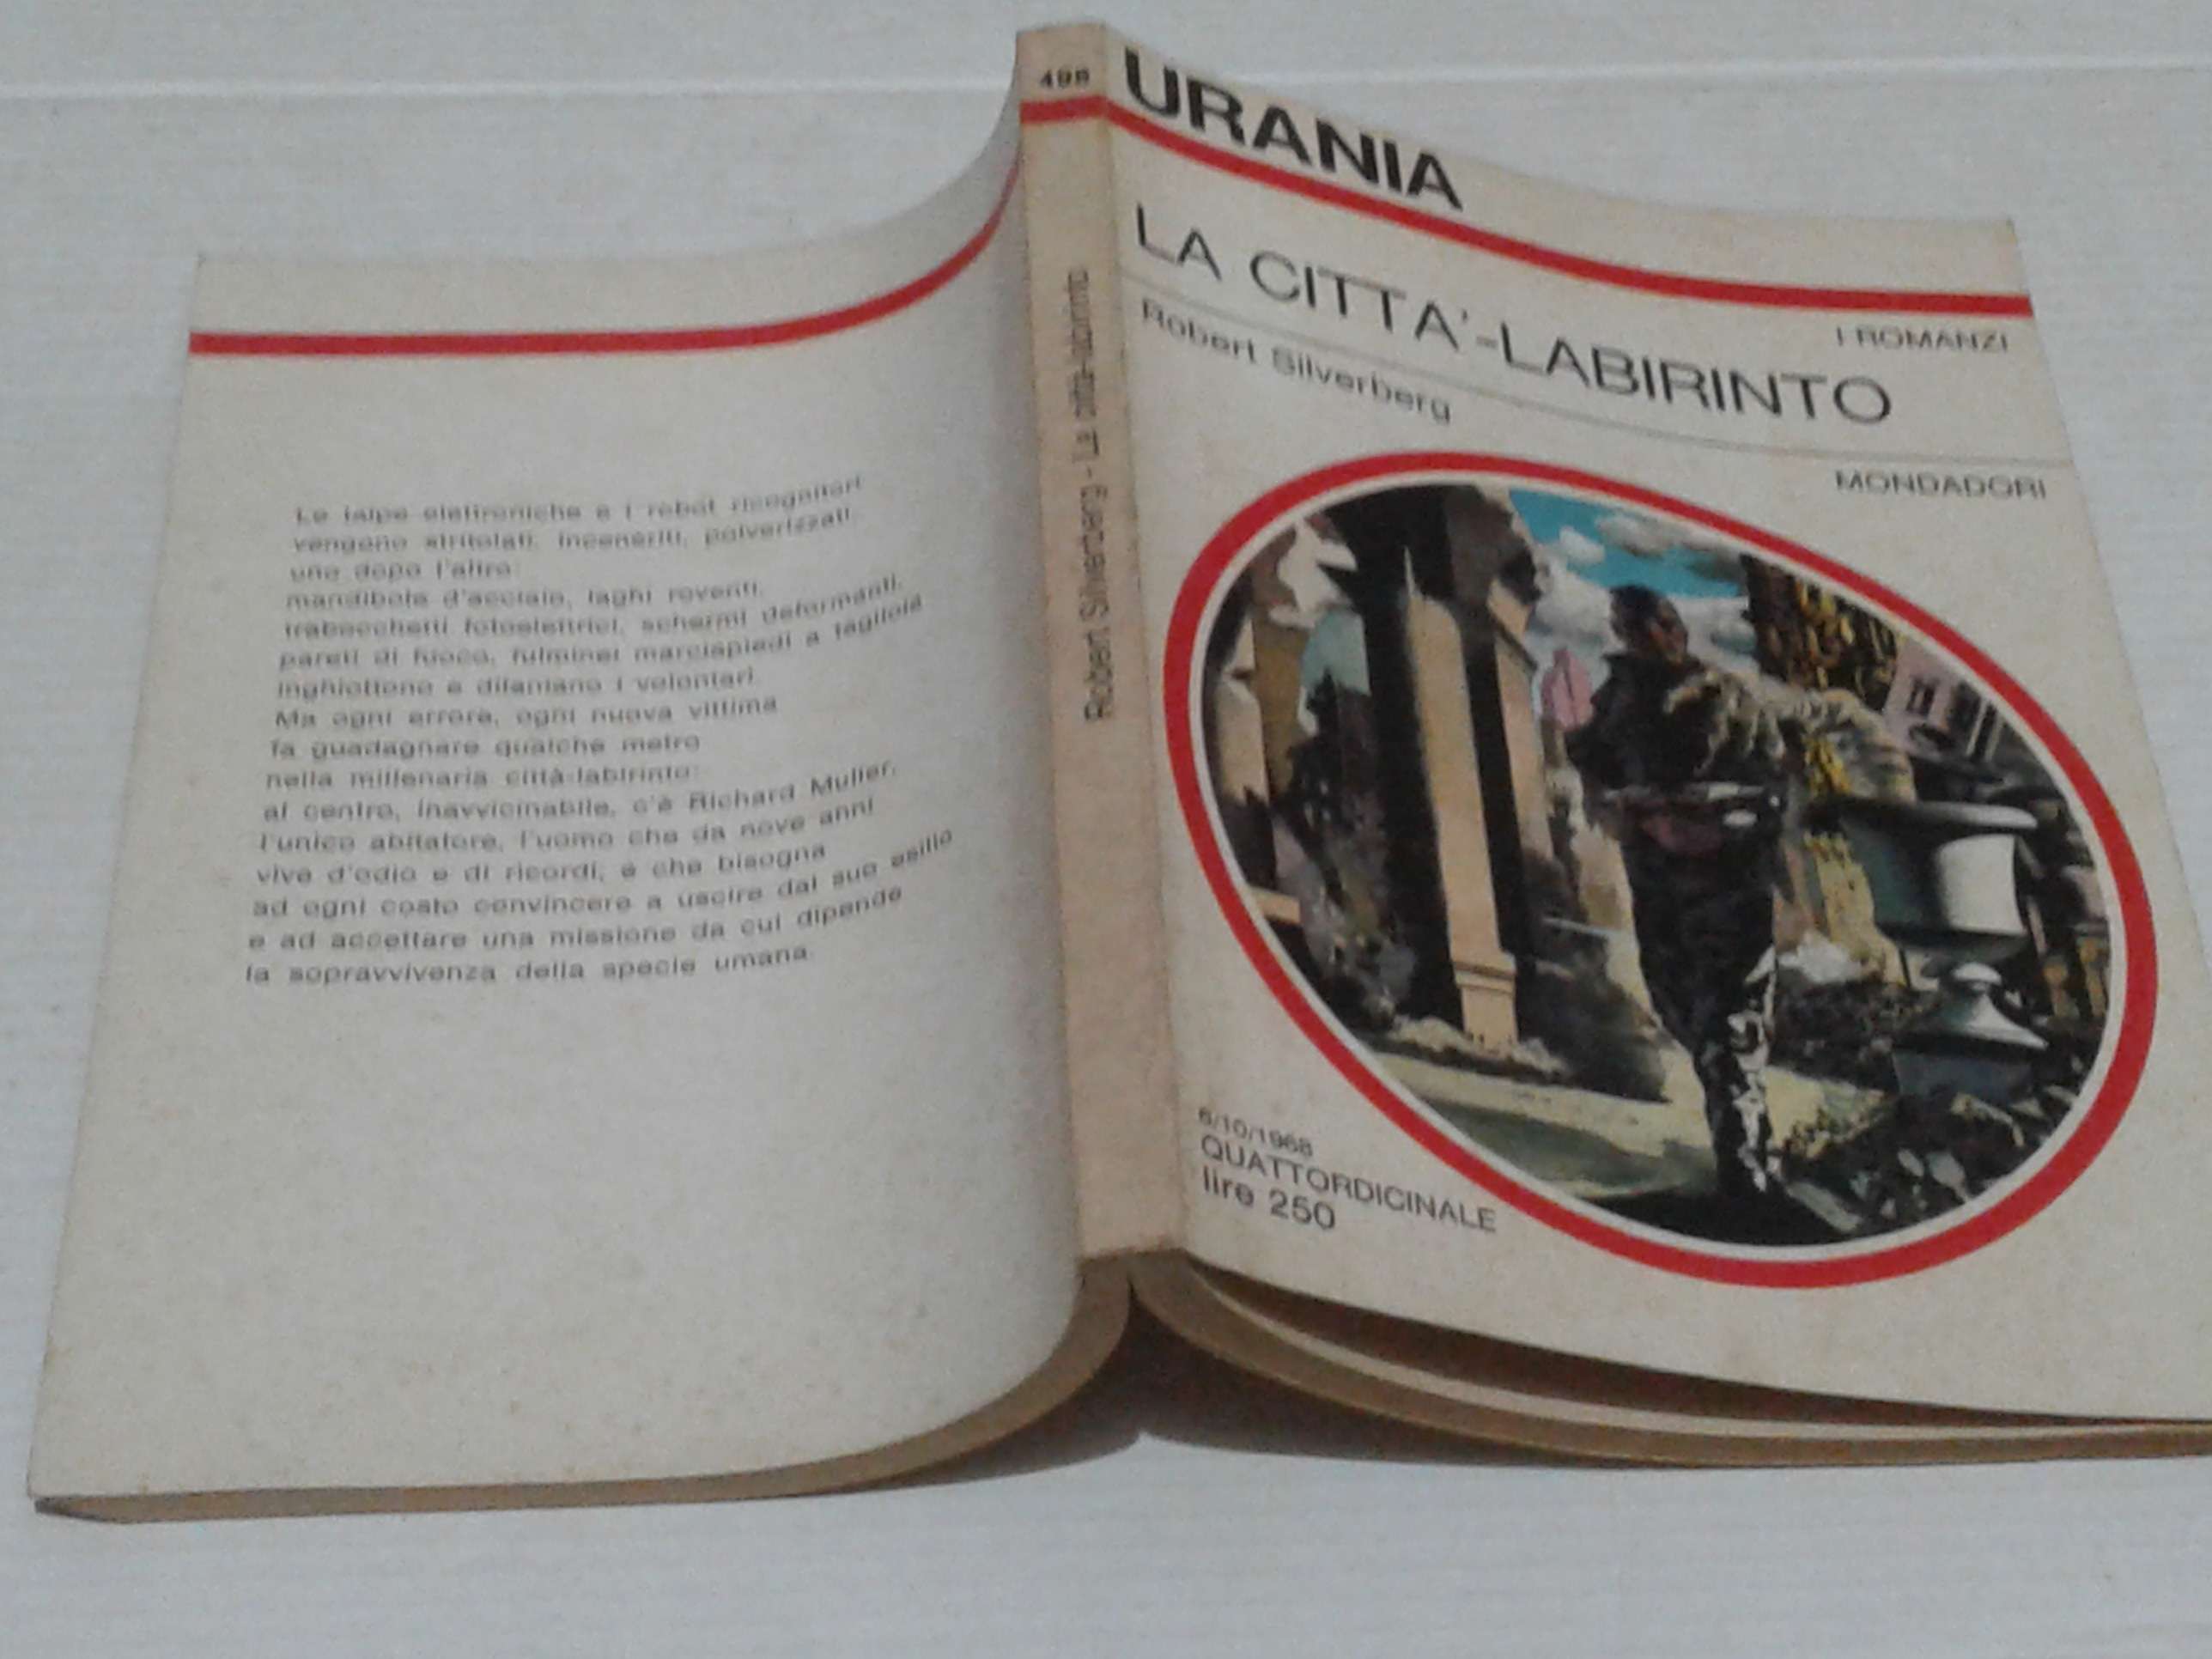 Le talpe elettroniche e i robot ricognitori
vengono stritolati, inceneriti, polverizzati
uno dopo l'altro:
mandibole d'acciaio, laghi roventi,
trabocchetti fotoelettrici, schermi deformanti,
pareti di fuoco, fulminei marciapiedi a tagliola
inghiottono e dilaniano i volontari.
Ma ogni errore, ogni nuova vittima
fa guadagnare qualche metro
nella millenaria città-labirinto:
al centro, inavvicinabile, c'è Richard Muller,
l'unico abitatore, l'uomo che da nove anni
vive d'odio e di ricordi, e che bisogna
ad ogni costo convincere a uscire dal suo asilio
e ad accettare una missione da cui dipende
la sopravvivenza della specie umana.
498
Robert Silverberg - La città-labirinto
URANIA
I ROMANZI
LA CITTA'-LABIRINTO
Robert Silverberg
MONDADORI
6/10/1968
QUATTORDICINALE
lire 250